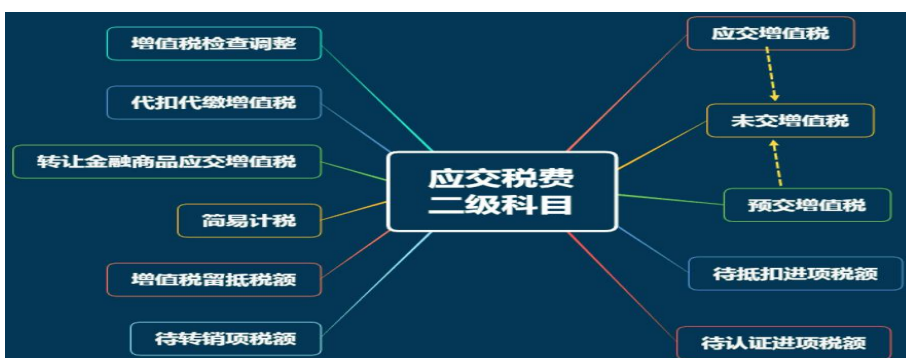 增值税检查调整
代扣代缴增值税
转让金融商品应交增值税
简易计税
增值税留抵税额
待转销项税额
应交税费
二级科目
应交增值税
未交增值税
预交增值税
待抵扣进项税额
待认证进项税额